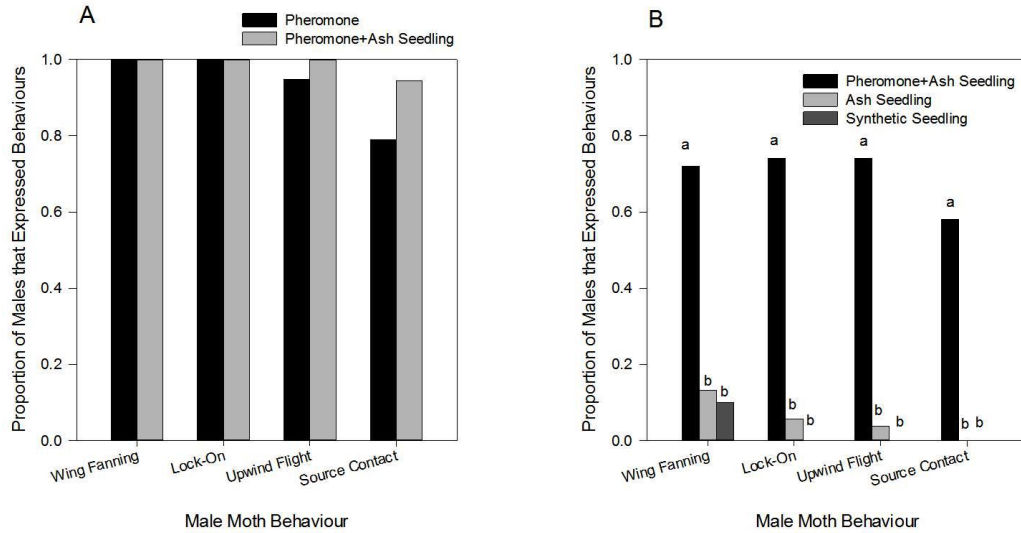 A
Pheromone
Pheromone+Ash Seedling
Proportion of Males that Expressed Behaviours
1.0
0.8
0.6
0.4
0.2
0.0
Wing Fanning
Lock-On
Upwind Flight
Source Contact
Male Moth Behaviour
B
Pheromone+Ash Seedling
Ash Seedling
Synthetic Seedling
Proportion of Males that Expressed Behaviours
1.0
0.8
0.6
0.4
0.2
0.0
a
b
b
a
b
b
a
b
b
a
b
b
Wing Fanning
Lock-On
Upwind Flight
Source Contact
Male Moth Behaviour